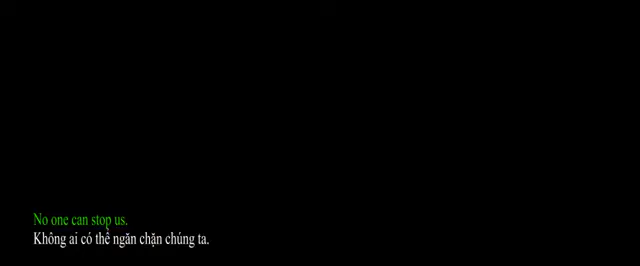 No one can stop us.
Không ai có thể ngăn chặn chúng ta.